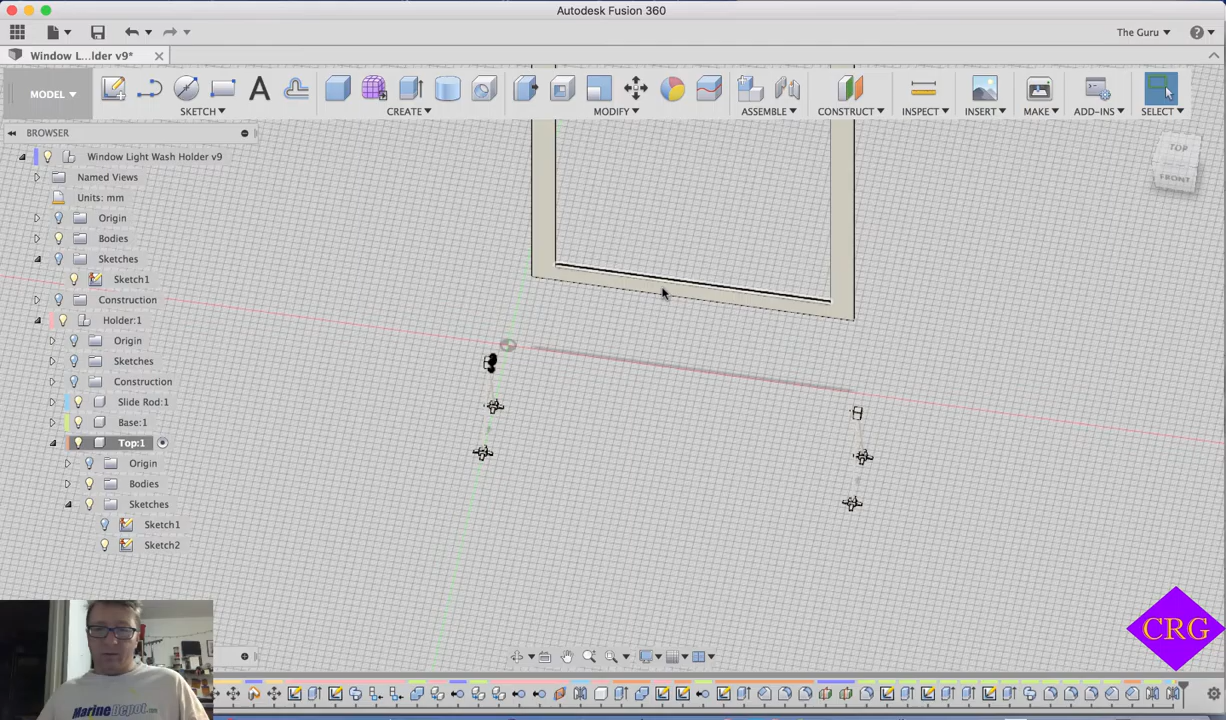 Autodesk Fusion 360
The Guru
Window L...lder v9*
MODEL
SKETCH
CREATE
MODIFY
ASSEMBLE
CONSTRUCT
INSPECT
INSERT
MAKE
ADD-INS
SELECT
BROWSER
Window Light Wash Holder v9
Named Views
Units: mm
Origin
Bodies
Sketches
Sketch1
Construction
Holder:1
Origin
Sketches
Construction
Slide Rod:1
Base:1
Top:1
Origin
Bodies
Sketches
Sketch1
Sketch2
TOP
FRONT
CRG
MarineDepot.com